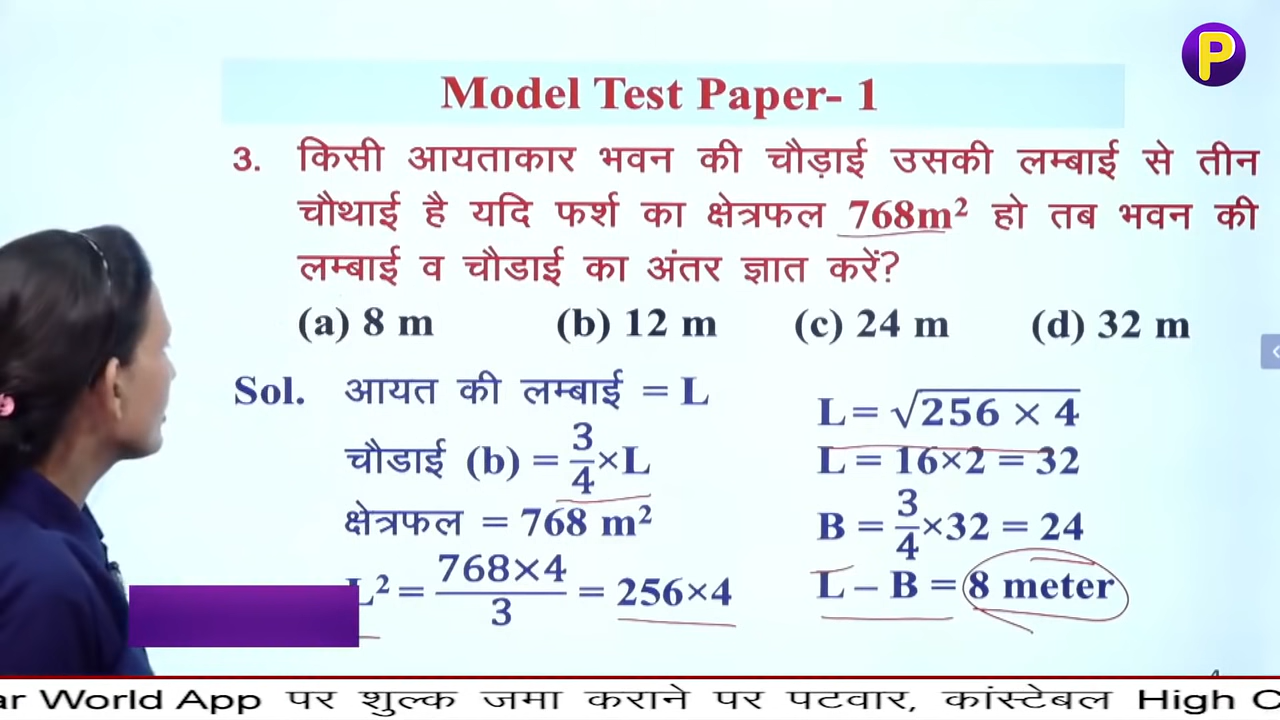 P
Model Test Paper- 1
3. किसी आयताकार भवन की चौड़ाई उसकी लम्बाई से तीन
चौथाई है यदि फर्श का क्षेत्रफल 768m² हो तब भवन की
लम्बाई व चौडाई का अंतर ज्ञात करें?
(a) 8 m (b) 12 m (c) 24 m (d) 32 m
Sol. आयत की लम्बाई = L
चौडाई (b) = 3/4 ×L
क्षेत्रफल = 768 m²
L² = 768×4/3 = 256×4
L = √256 × 4
L = 16×2 = 32
B = 3/4 ×32 = 24
L – B = 8 meter
ar World App पर शुल्क जमा कराने पर पटवार, कांस्टेबल High C